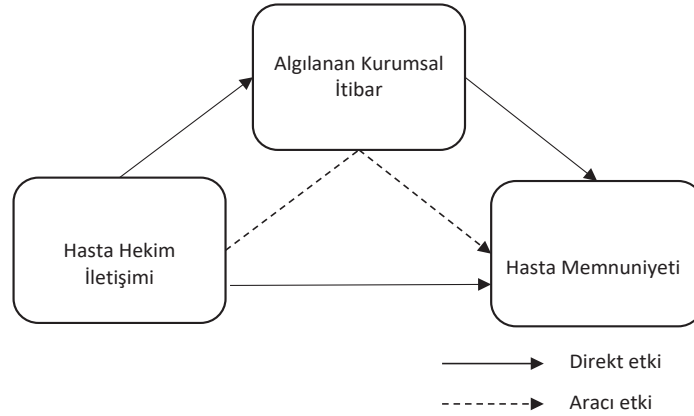 Algılanan Kurumsal
İtibar
Hasta Hekim
İletişimi
Hasta Memnuniyeti
Direkt etki
Aracı etki